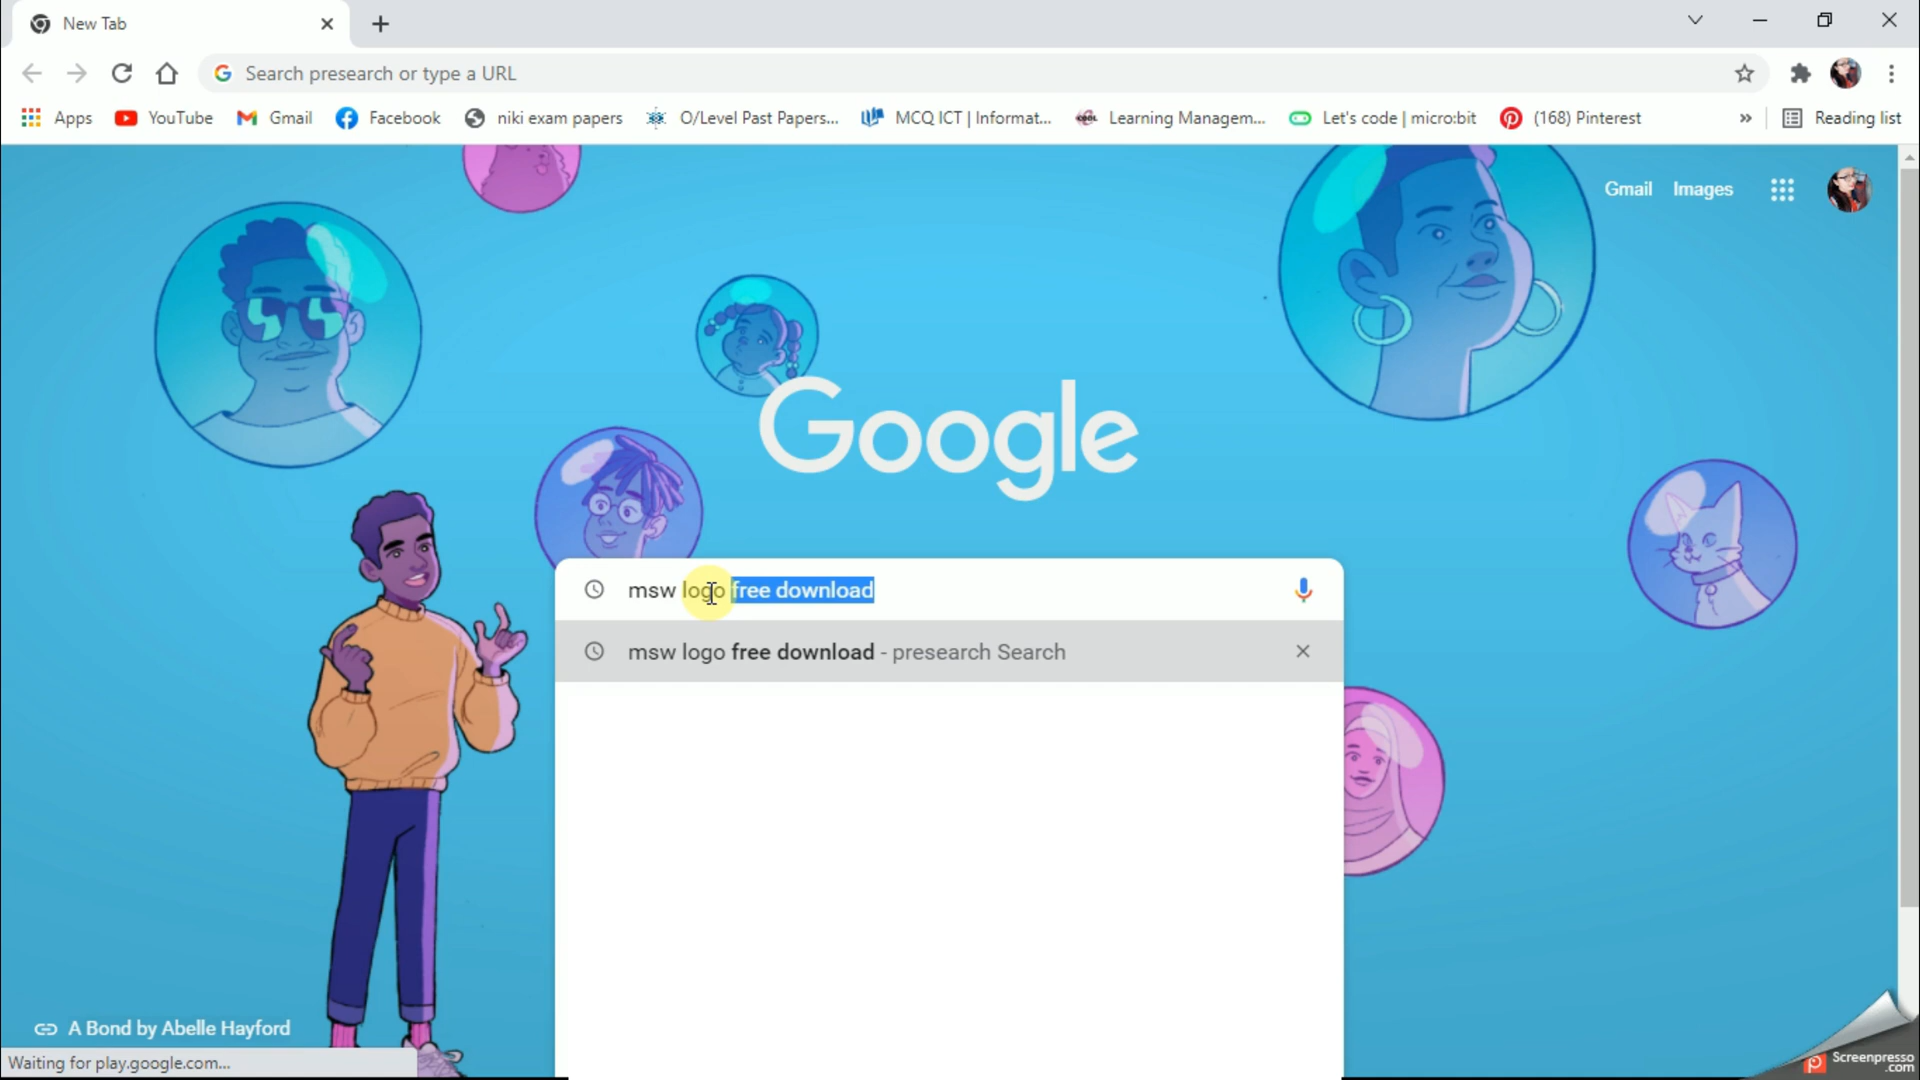 New Tab
Search presearch or type a URL
Apps YouTube Gmail Facebook niki exam papers O/Level Past Papers... MCQ ICT | Informat... Learning Managem... Let's code | micro:bit (168) Pinterest » Reading list
Gmail Images
Google
msw logo free download
msw logo free download - presearch Search
A Bond by Abelle Hayford
Waiting for play.google.com...
Screenpresso
.com